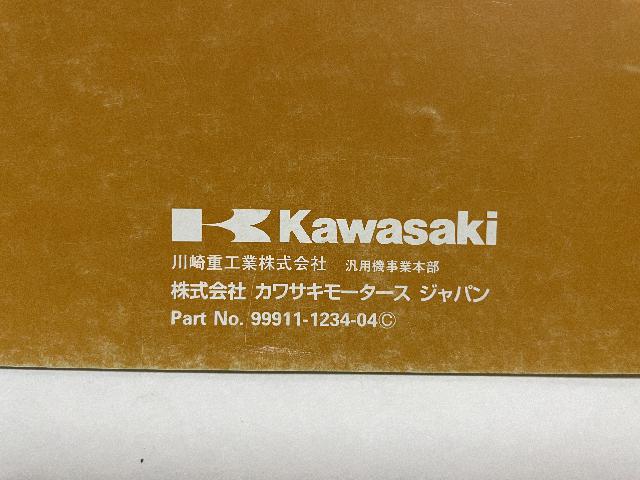 Kawasaki
川崎重工業株式会社 汎用機事業本部
株式会社 カワサキモータース ジャパン
Part No. 99911-1234-04Ⓒ